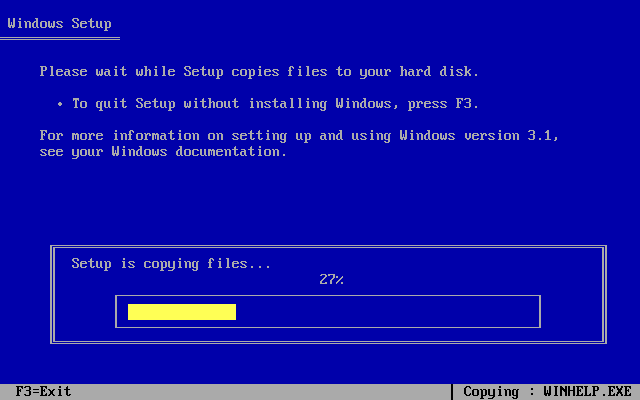 Windows Setup
Please wait while Setup copies files to your hard disk.
• To quit Setup without installing Windows, press F3.
For more information on setting up and using Windows version 3.1,
see your Windows documentation.
Setup is copying files...
27%
F3=Exit
Copying : WINHELP.EXE